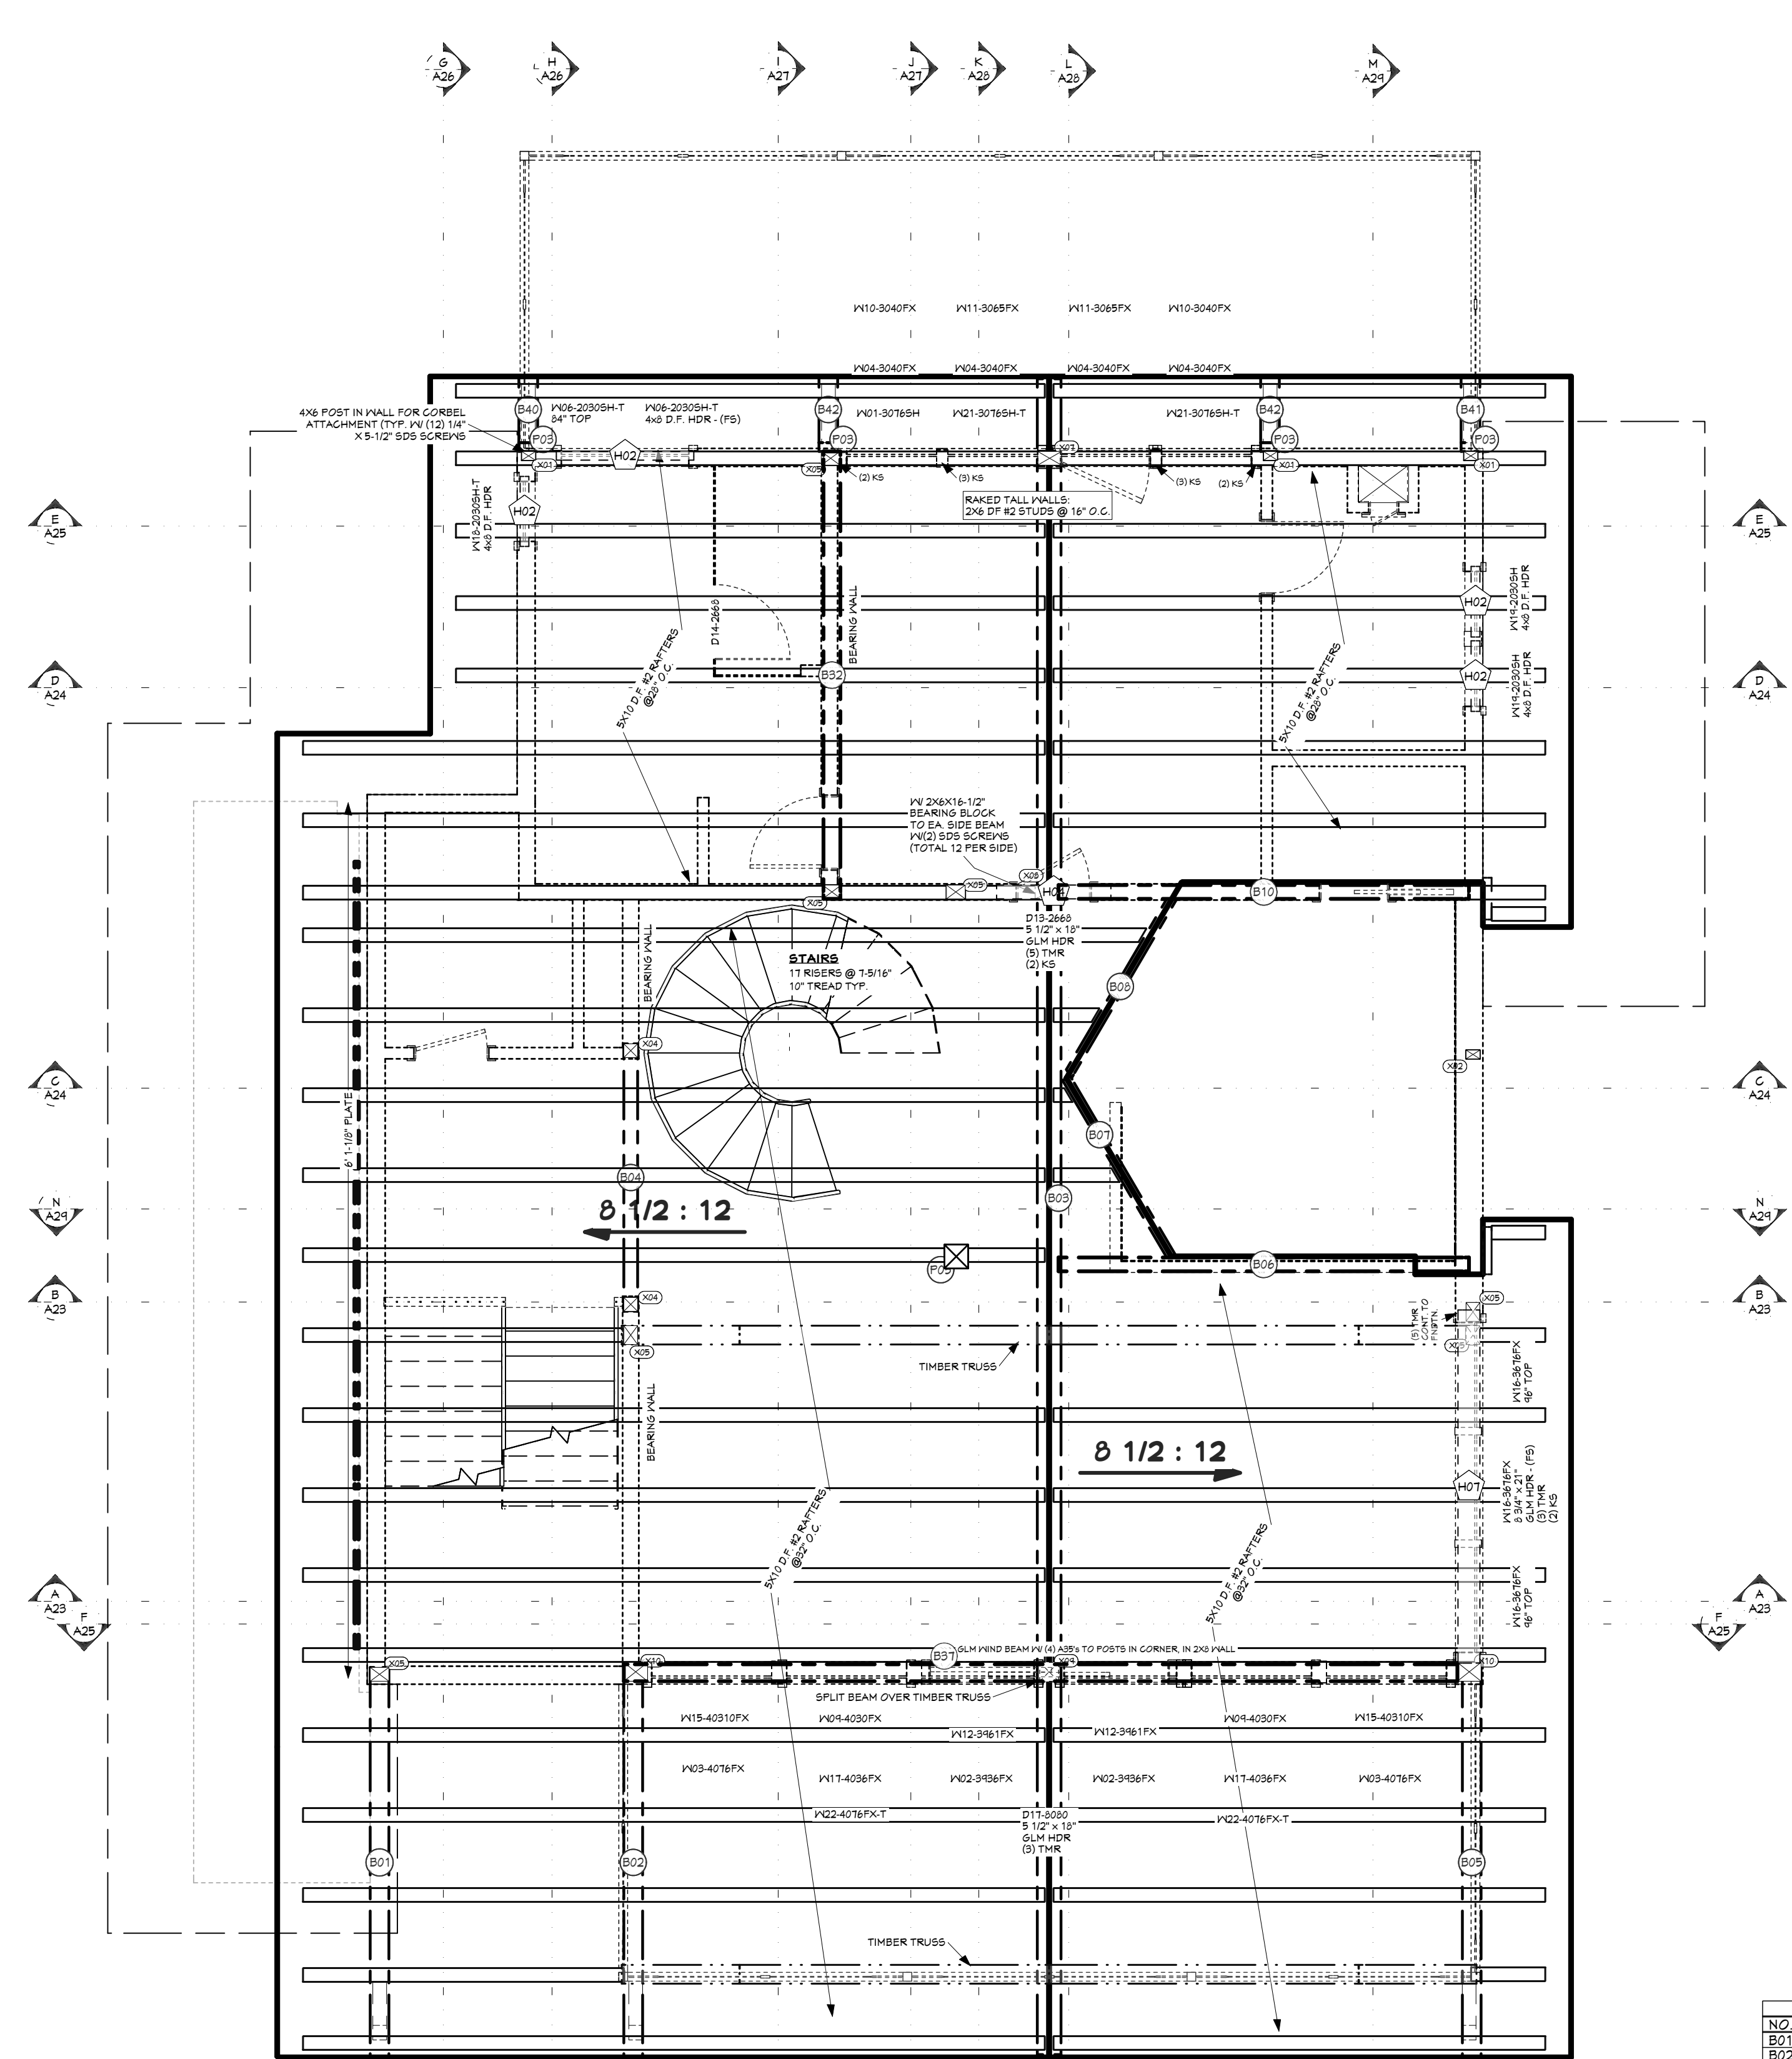 G
A26
H
A26
I
A27
J
A27
K
A28
L
A28
M
A29
W10-3040FX
W11-3065FX
W11-3065FX
W10-3040FX
W04-3040FX
W04-3040FX
W04-3040FX
W04-3040FX
4X6 POST IN WALL FOR CORBEL
ATTACHMENT (TYP. W/ (12) 1/4"
X 5-1/2" SDS SCREWS
B40
W06-2030SH-T
84" TOP
W06-2030SH-T
4x8 D.F. HDR - (FS)
B42
W01-3076SH
W21-3076SH-T
W21-3076SH-T
B42
B41
P03
P03
P03
P03
H02
X01
X05
X07
X01
X01
(2) KS
(3) KS
(3) KS
(2) KS
RAKED TALL WALLS:
2X6 DF #2 STUDS @ 16" O.C.
W18-2030SH-T
4x8 D.F. HDR
H02
E
A25
E
A25
D14-2668
BEARING WALL
5X10 D.F. #2 RAFTERS
@28" O.C.
5X10 D.F. #2 RAFTERS
@28" O.C.
H02
W19-2030SH
4x8 D.F. HDR
H02
W19-2030SH
4x8 D.F. HDR
B32
D
A24
D
A24
W/ 2X6X16-1/2"
BEARING BLOCK
TO EA. SIDE BEAM
W/(2) SDS SCREWS
(TOTAL 12 PER SIDE)
X05
X05
X08
B10
D13-2668
5 1/2" x 18"
GLM HDR
(5) TMR
(2) KS
BEARING WALL
STAIRS
17 RISERS @ 7-5/16"
10" TREAD TYP.
B08
X04
X02
C
A24
C
A24
6' 1-1/8" PLATE
B07
B04
B03
8 1/2 : 12
N
A29
N
A29
B06
B
A23
B
A23
X04
X05
X05
(5) TMR
CONT. TO
FNDTN.
TIMBER TRUSS
W16-3676FX
96" TOP
BEARING WALL
8 1/2 : 12
H07
W16-3676FX
8 3/4" x 21"
GLM HDR - (FS)
(3) TMR
(2) KS
5X10 D.F. #2 RAFTERS
@32" O.C.
5X10 D.F. #2 RAFTERS
@32" O.C.
W16-3676FX
96" TOP
A
A23
A
A23
F
A25
F
A25
B37
GLM WIND BEAM W/ (4) A35's TO POSTS IN CORNER, IN 2X8 WALL
X05
X10
X09
X10
SPLIT BEAM OVER TIMBER TRUSS
W15-40310FX
W09-4030FX
W12-3961FX
W12-3961FX
W09-4030FX
W15-40310FX
W03-4076FX
W17-4036FX
W02-3936FX
W02-3936FX
W17-4036FX
W03-4076FX
W22-4076FX-T
D17-8080
5 1/2" x 18"
GLM HDR
(3) TMR
W22-4076FX-T
B01
B02
B05
TIMBER TRUSS
NO.
B01
B02